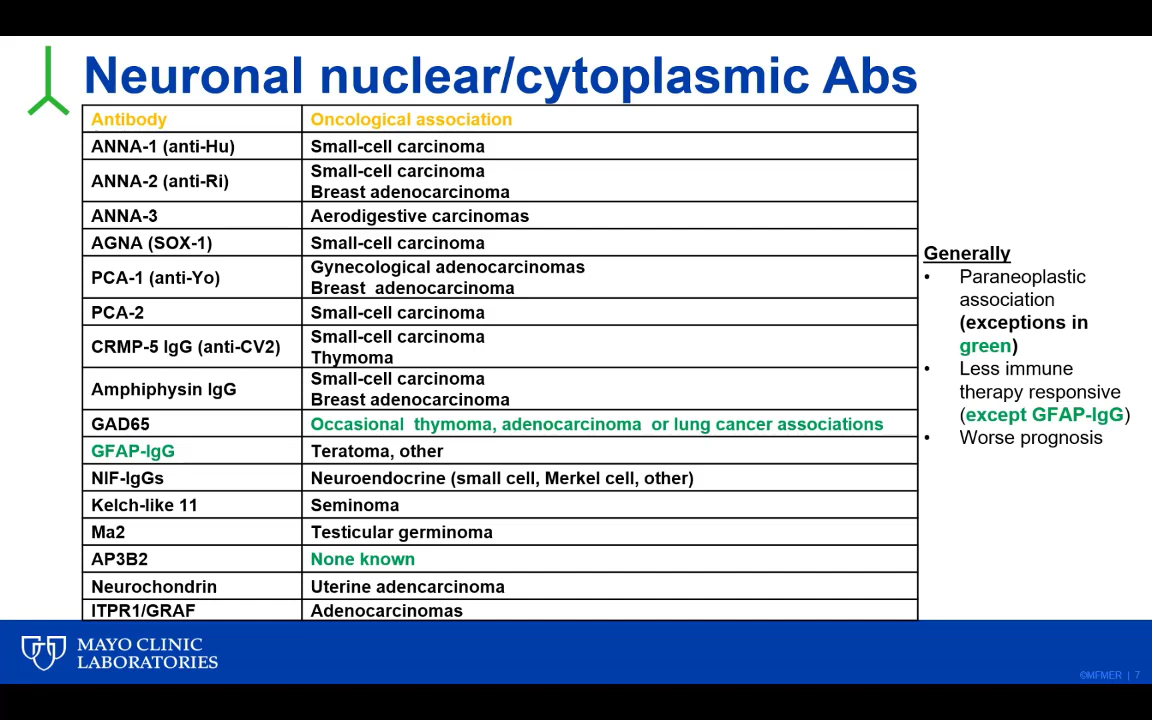 Neuronal nuclear/cytoplasmic Abs
Antibody Oncological association
ANNA-1 (anti-Hu) Small-cell carcinoma
ANNA-2 (anti-Ri) Small-cell carcinoma
Breast adenocarcinoma
ANNA-3 Aerodigestive carcinomas
AGNA (SOX-1) Small-cell carcinoma
PCA-1 (anti-Yo) Gynecological adenocarcinomas
Breast adenocarcinoma
PCA-2 Small-cell carcinoma
CRMP-5 IgG (anti-CV2) Small-cell carcinoma
Thymoma
Amphiphysin IgG Small-cell carcinoma
Breast adenocarcinoma
GAD65 Occasional thymoma, adenocarcinoma or lung cancer associations
GFAP-IgG Teratoma, other
NIF-IgGs Neuroendocrine (small cell, Merkel cell, other)
Kelch-like 11 Seminoma
Ma2 Testicular germinoma
AP3B2 None known
Neurochondrin Uterine adencarcinoma
ITPR1/GRAF Adenocarcinomas
Generally
• Paraneoplastic
association
(exceptions in
green)
• Less immune
therapy responsive
(except GFAP-IgG)
• Worse prognosis
MAYO CLINIC
LABORATORIES
©MFMER | 7